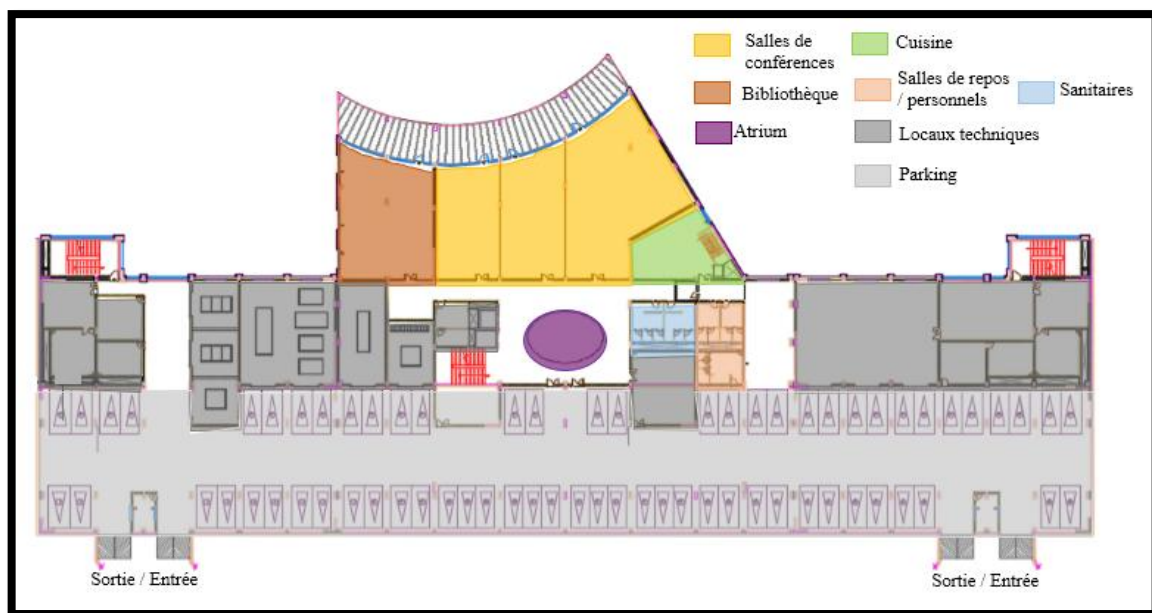 Salles de
conférences
Cuisine
Bibliothèque
Salles de repos
/ personnels
Sanitaires
Atrium
Locaux techniques
Parking
Sortie / Entrée
Sortie / Entrée